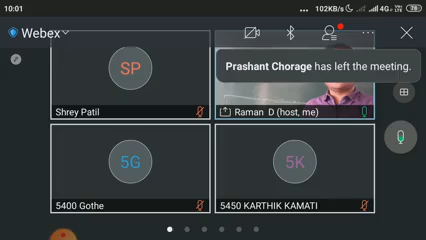 10:01
102KB/s
4G+
78
Webex
SP
Prashant Chorage has left the meeting.
Shrey Patil
Raman D (host, me)
5G
5K
5400 Gothe
5450 KARTHIK KAMATI